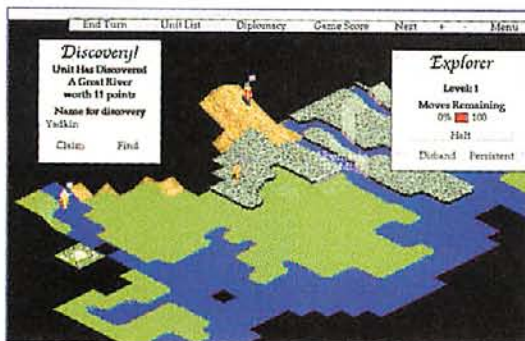 End Turn Unit List Diplomacy Game Score Next + - Menu
Discovery!
Unit Has Discovered
A Great River
worth 11 points
Name for discovery
Yadkin
Claim Find
Explorer
Level: 1
Moves Remaining
0% 100
Halt
Disband Persistent